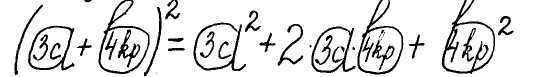 (3c + 4kp)² = 3c² + 2·3c·4kp + 4kp²